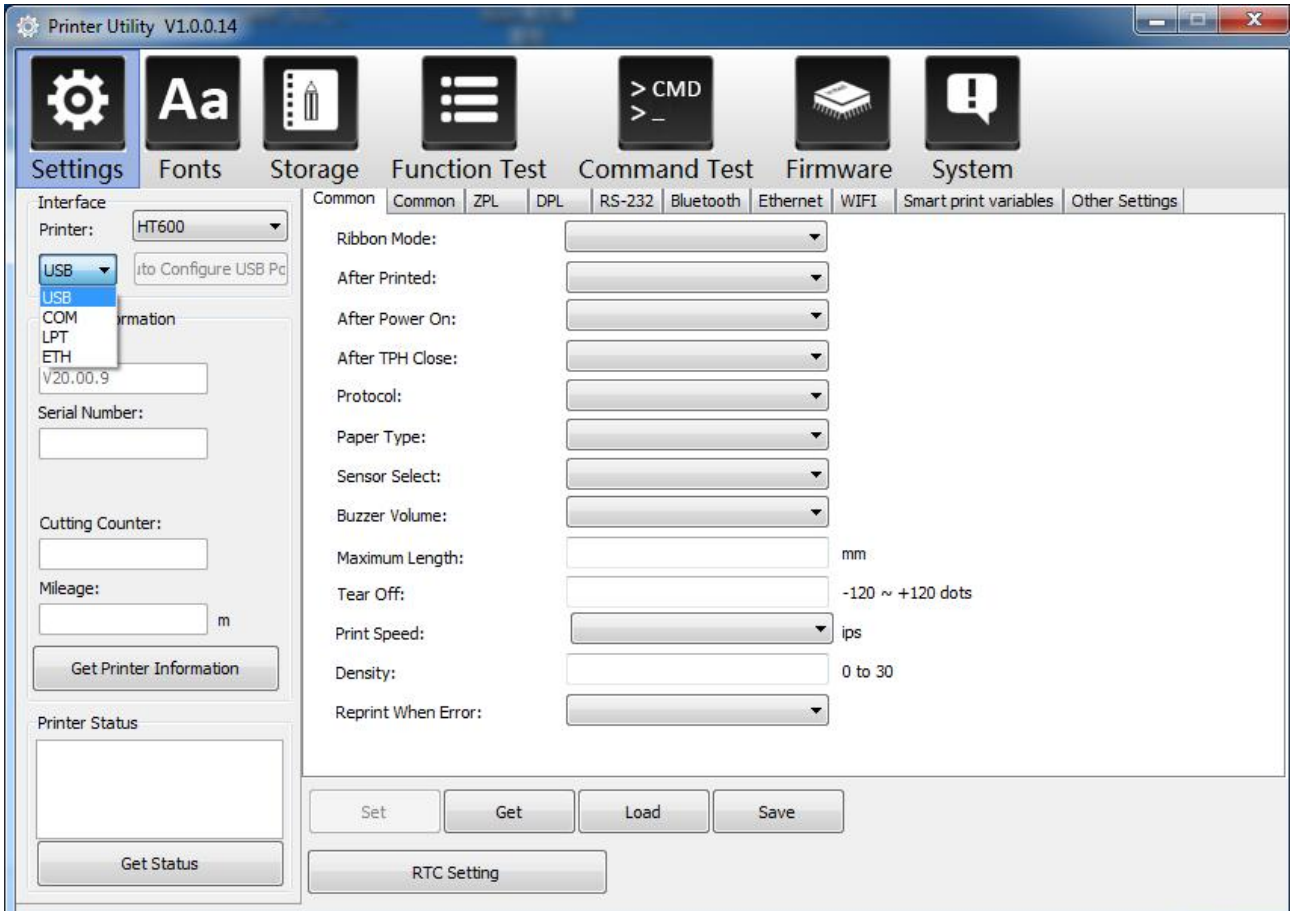 Printer Utility V1.0.0.14
Aa
> CMD
> _
Settings Fonts Storage Function Test Command Test Firmware System
Interface
Printer: HT600
USB ito Configure USB Po
USB
COM
LPT
ETH
rmation
V20.00.9
Serial Number:
Cutting Counter:
Mileage:
m
Get Printer Information
Printer Status
Get Status
Common Common ZPL DPL RS-232 Bluetooth Ethernet WIFI Smart print variables Other Settings
Ribbon Mode:
After Printed:
After Power On:
After TPH Close:
Protocol:
Paper Type:
Sensor Select:
Buzzer Volume:
Maximum Length: mm
Tear Off: -120 ~ +120 dots
Print Speed: ips
Density: 0 to 30
Reprint When Error:
Set Get Load Save
RTC Setting